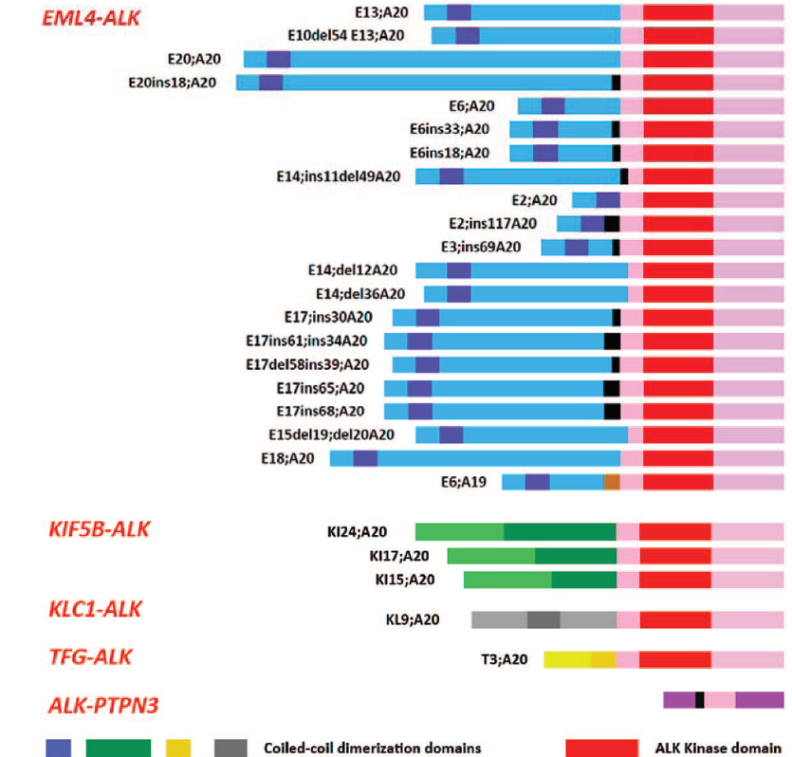 EML4-ALK
E13;A20
E10del54 E13;A20
E20;A20
E20ins18;A20
E6;A20
E6ins33;A20
E6ins18;A20
E14;ins11del49A20
E2;A20
E2;ins117A20
E3;ins69A20
E14;del12A20
E14;del36A20
E17;ins30A20
E17ins61;ins34A20
E17del58ins39;A20
E17ins65;A20
E17ins68;A20
E15del19;del20A20
E18;A20
E6;A19
KIF5B-ALK
KI24;A20
KI17;A20
KI15;A20
KLC1-ALK
KL9;A20
TFG-ALK
T3;A20
ALK-PTPN3
Coiled-coil dimerization domains
ALK Kinase domain